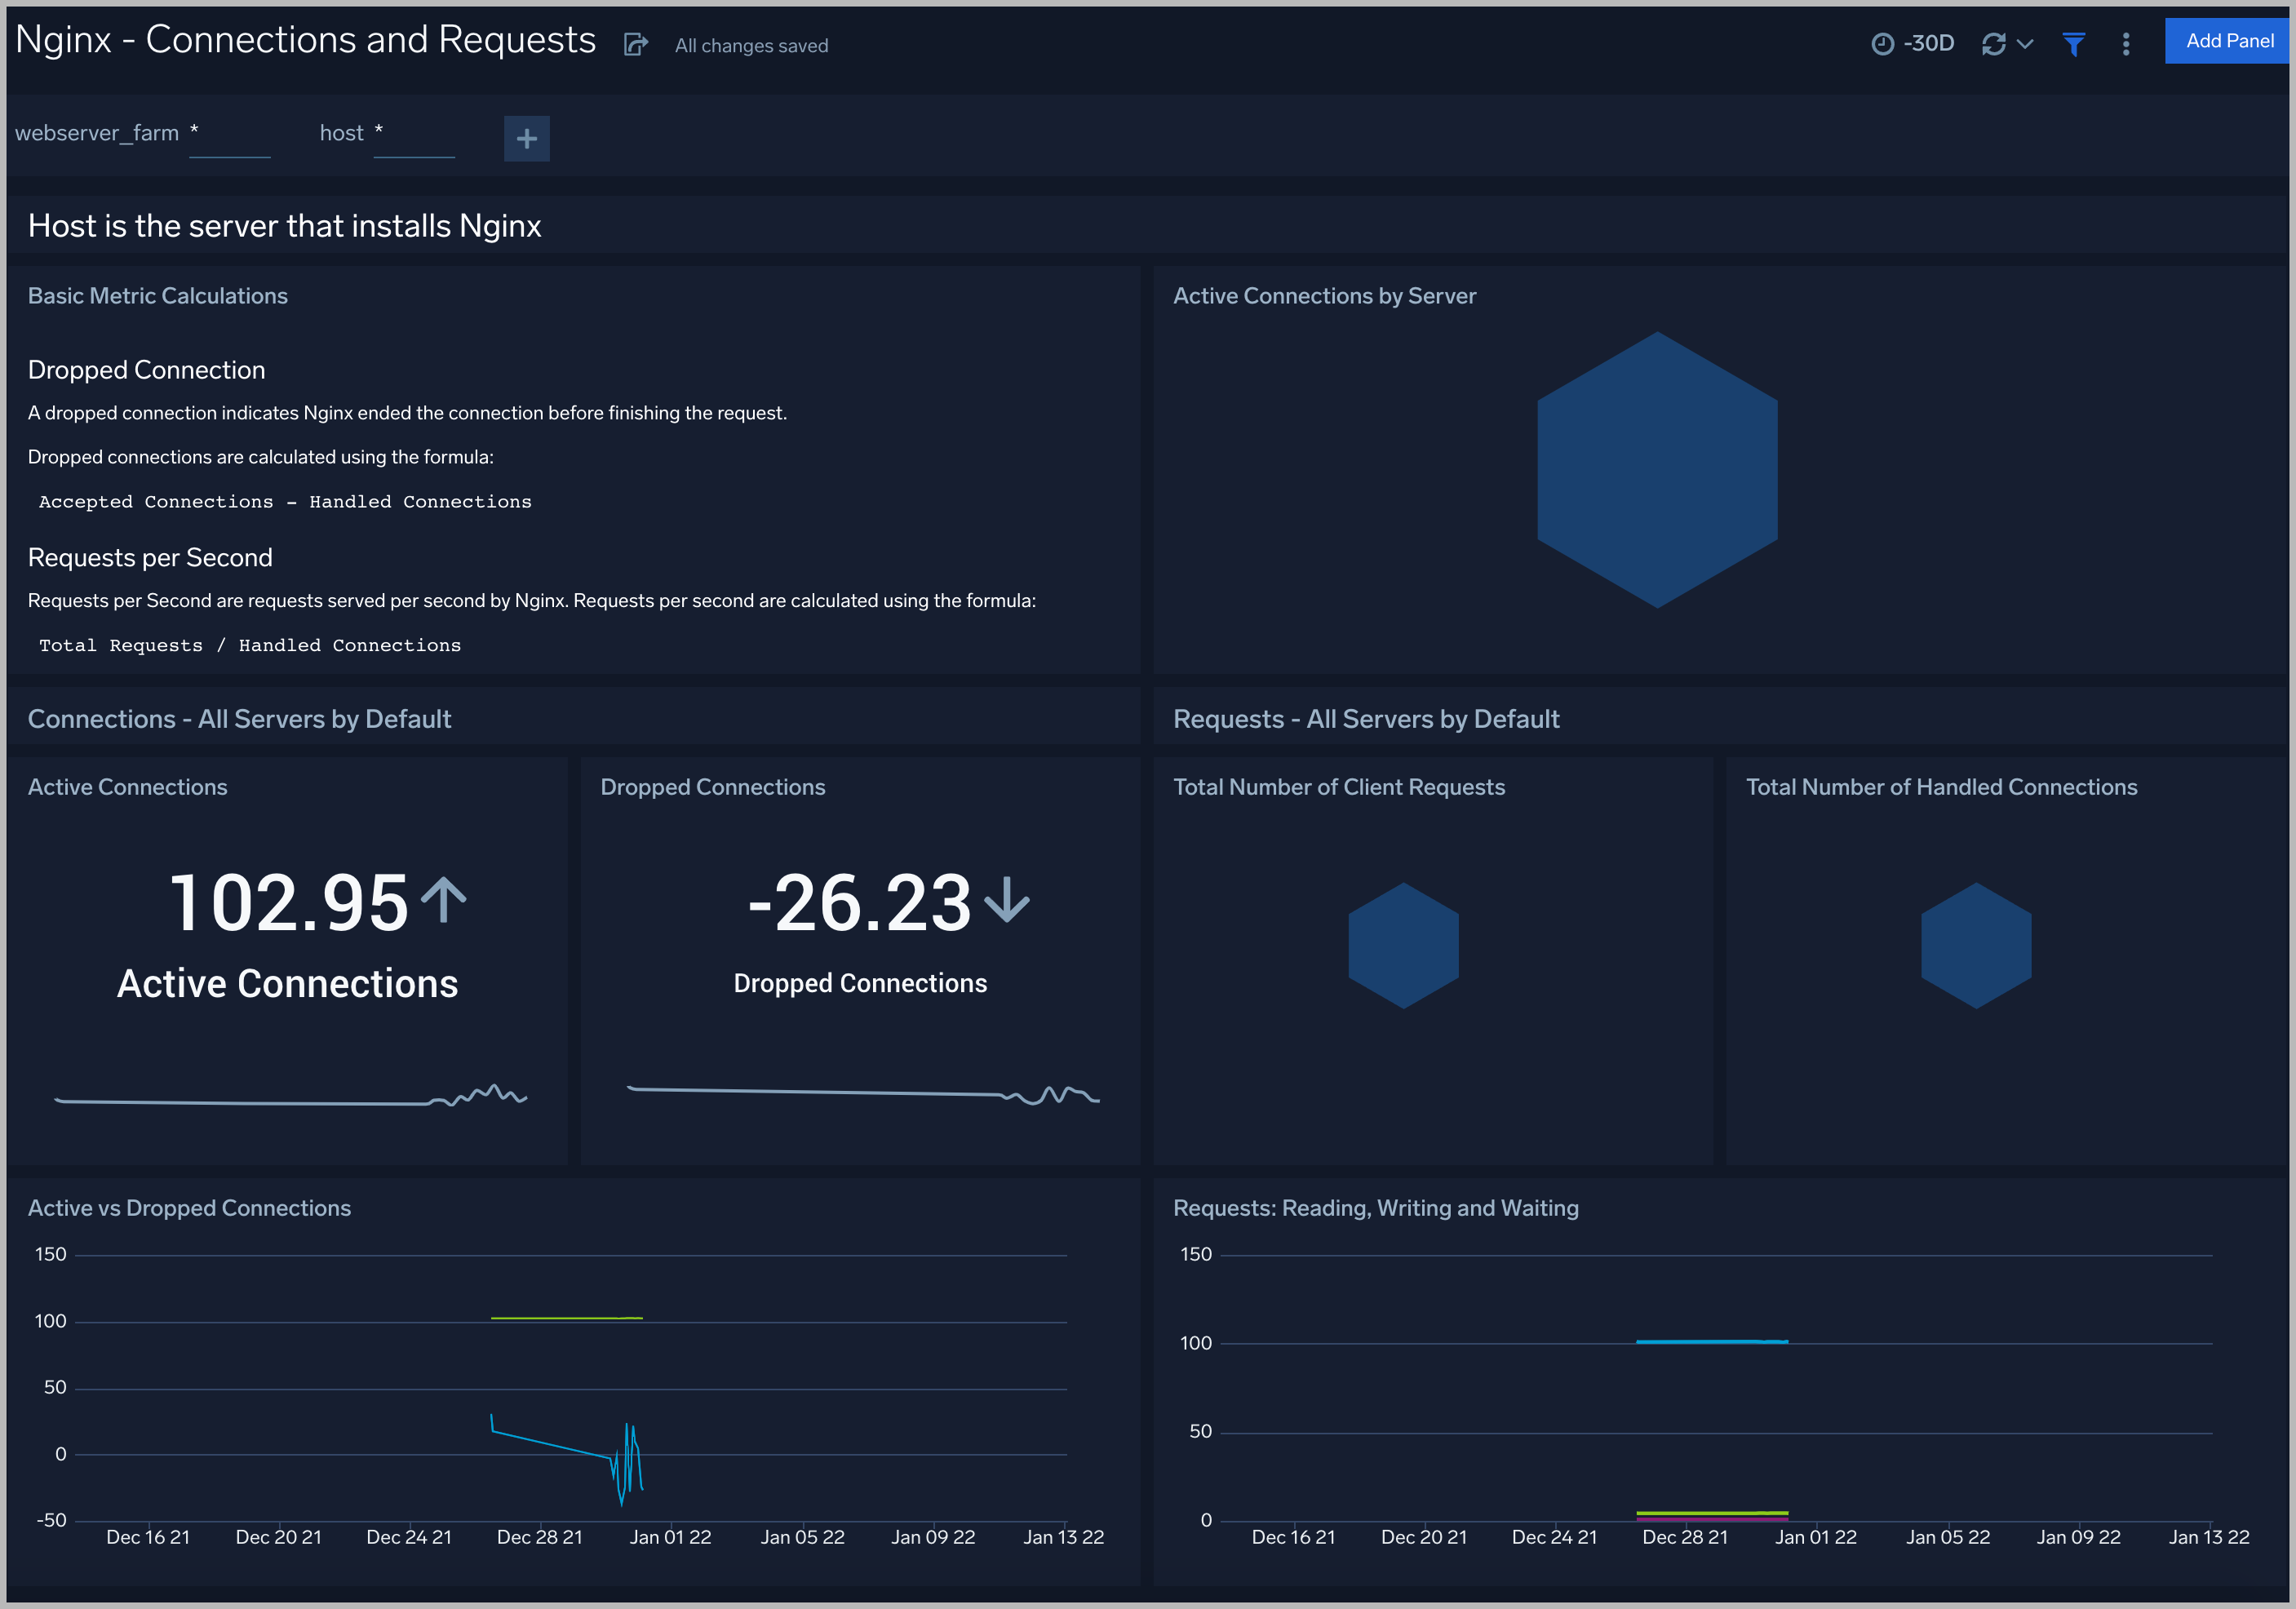 Nginx - Connections and Requests
All changes saved
-30D
Add Panel
webserver_farm *
host *
+
Host is the server that installs Nginx
Basic Metric Calculations
Dropped Connection
A dropped connection indicates Nginx ended the connection before finishing the request.
Dropped connections are calculated using the formula:
Accepted Connections - Handled Connections
Requests per Second
Requests per Second are requests served per second by Nginx. Requests per second are calculated using the formula:
Total Requests / Handled Connections
Active Connections by Server
Connections - All Servers by Default
Requests - All Servers by Default
Active Connections
102.95
Active Connections
Dropped Connections
-26.23
Dropped Connections
Total Number of Client Requests
Total Number of Handled Connections
Active vs Dropped Connections
150
100
50
0
-50
Dec 16 21 Dec 20 21 Dec 24 21 Dec 28 21 Jan 01 22 Jan 05 22 Jan 09 22 Jan 13 22
Requests: Reading, Writing and Waiting
150
100
50
0
Dec 16 21 Dec 20 21 Dec 24 21 Dec 28 21 Jan 01 22 Jan 05 22 Jan 09 22 Jan 13 22